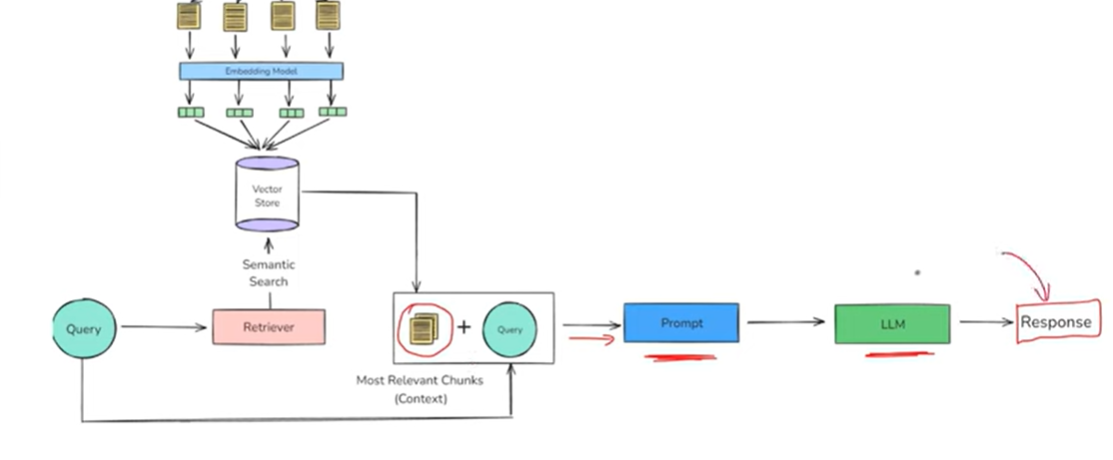 Embedding Model
Vector
Store
Semantic
Search
Query
Retriever
+
Query
Prompt
LLM
Response
Most Relevant Chunks
(Context)